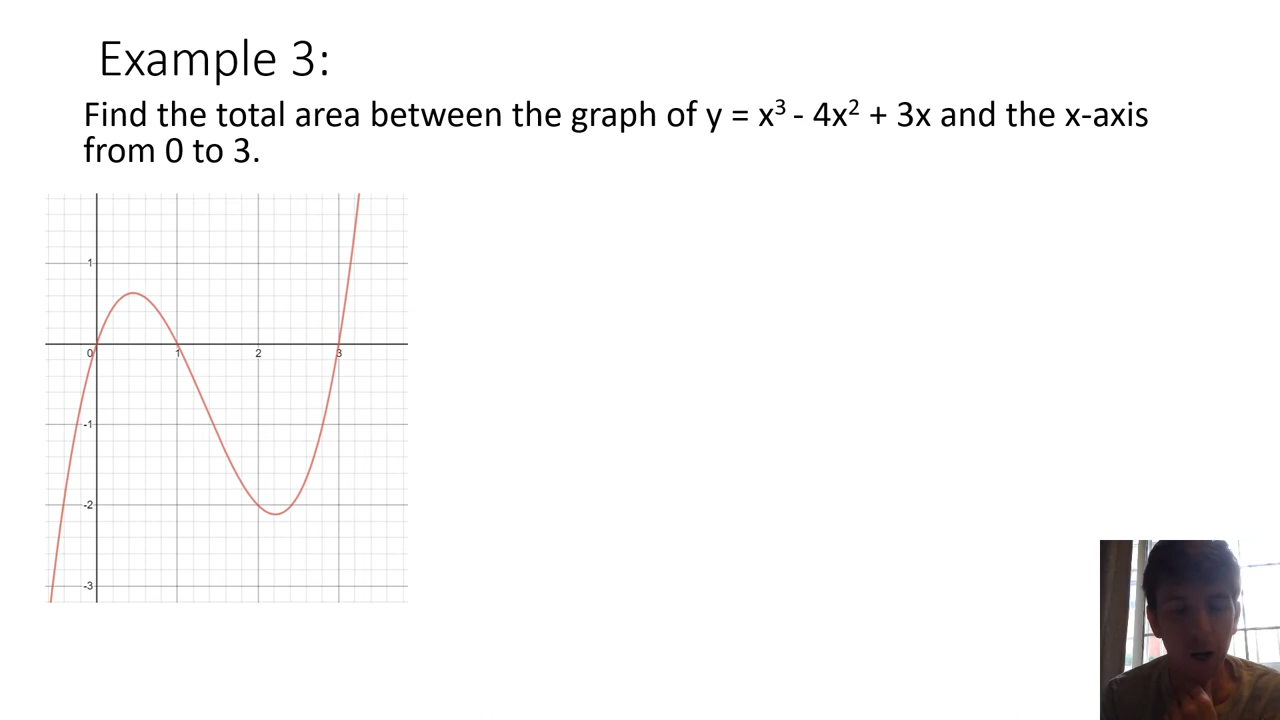 Example 3:
Find the total area between the graph of y = x³ - 4x² + 3x and the x-axis
from 0 to 3.
1
0
1
2
3
-1
-2
-3